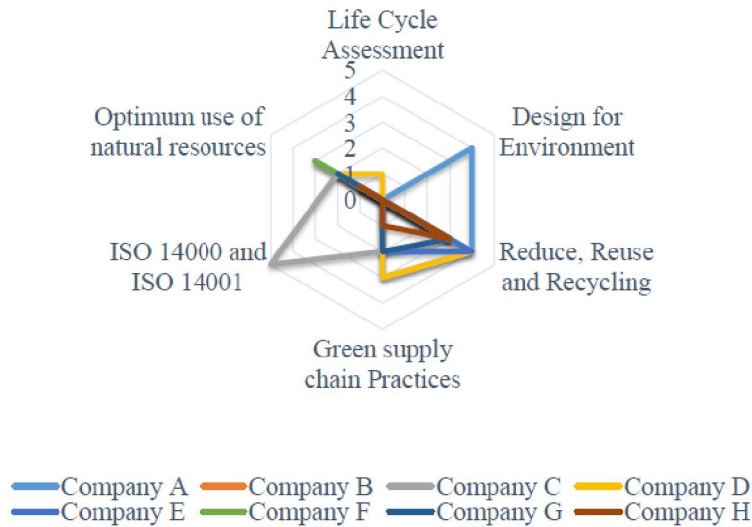 Life Cycle
Assessment
5
4
3
2
1
0
Optimum use of
natural resources
Design for
Environment
ISO 14000 and
ISO 14001
Reduce, Reuse
and Recycling
Green supply
chain Practices
Company A Company B Company C Company D
Company E Company F Company G Company H